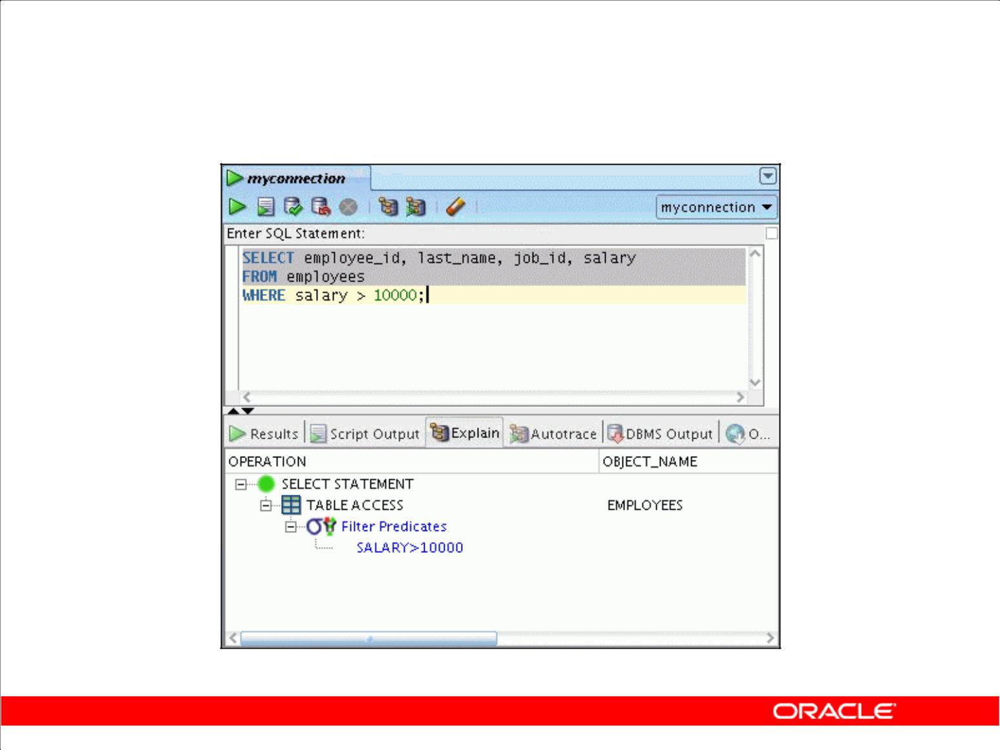 myconnection
myconnection
Enter SQL Statement:
SELECT employee_id, last_name, job_id, salary
FROM employees
WHERE salary > 10000;
Results Script Output Explain Autotrace DBMS Output O...
OPERATION OBJECT_NAME
SELECT STATEMENT
TABLE ACCESS EMPLOYEES
Filter Predicates
SALARY>10000
ORACLE